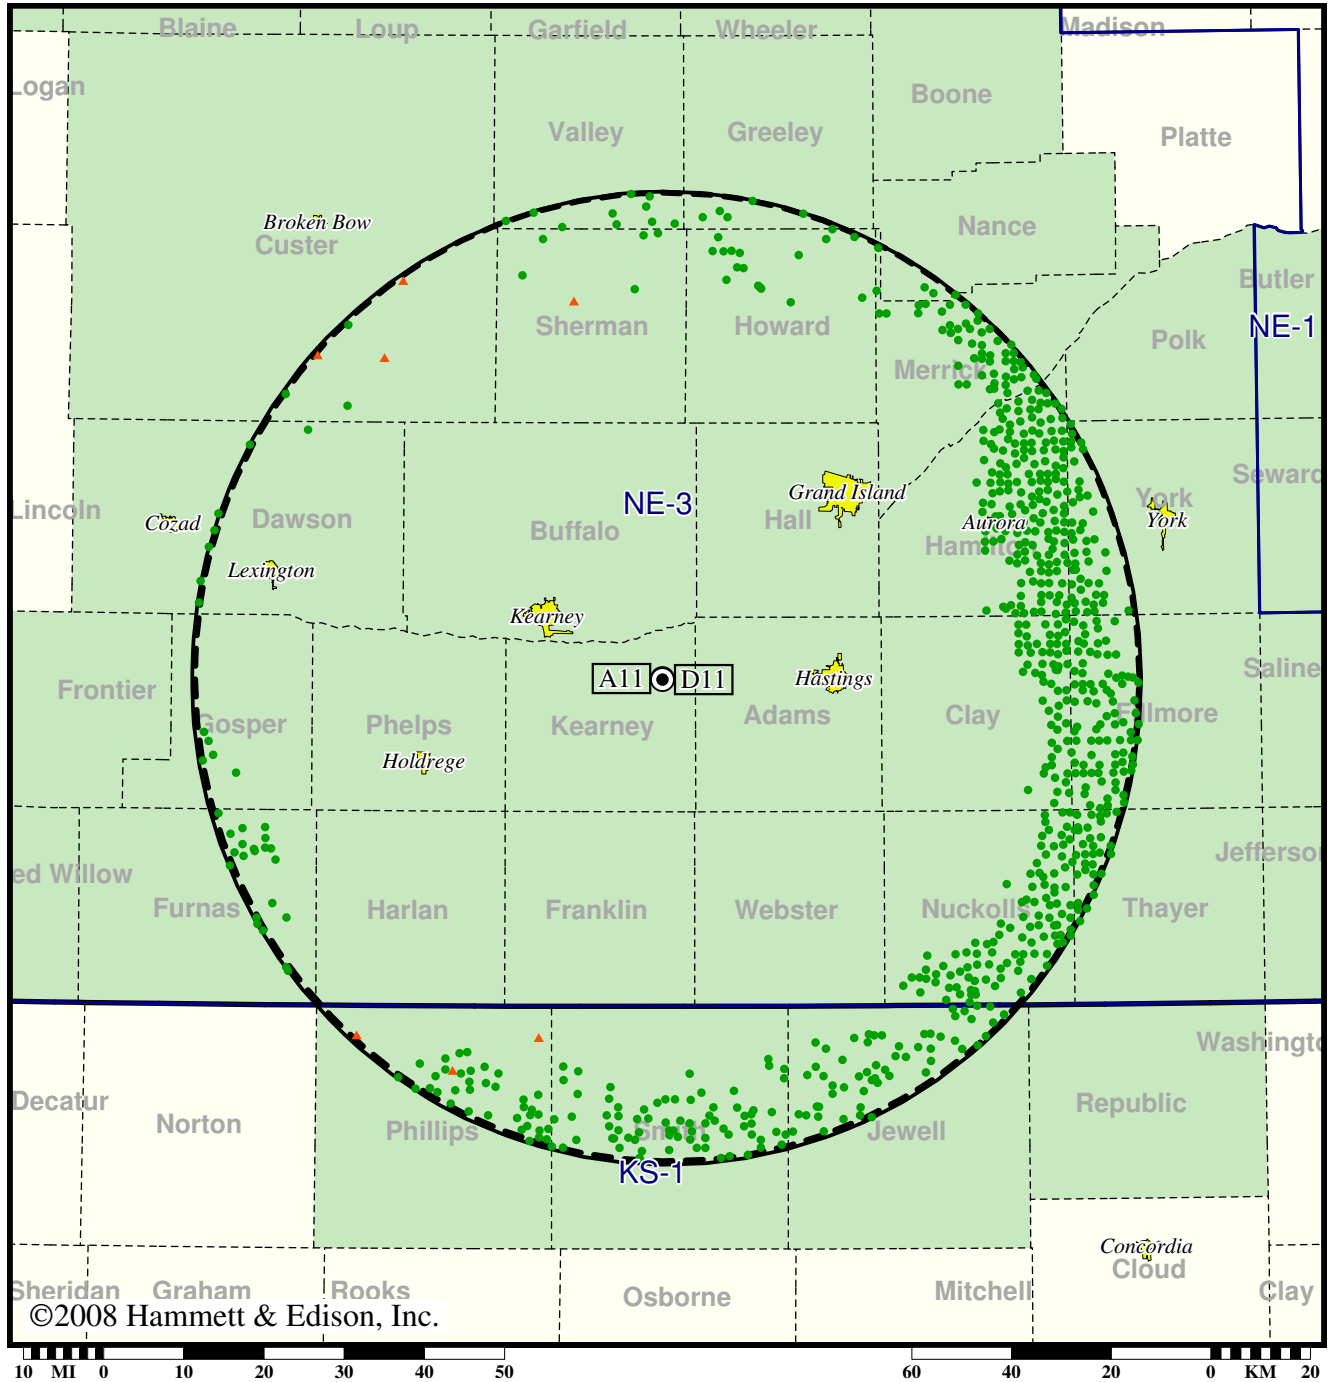 Blaine
Loup
Garfield
Wheeler
Madison
Logan
Boone
Valley
Greeley
Platte
Broken Bow
Custer
Nance
Butler
Sherman
Howard
NE-1
Polk
Merrick
Seward
NE-3
Grand Island
York
York
Lincoln
Cozad
Dawson
Buffalo
Hall
Aurora
Hamilto
Lexington
Kearney
A11
D11
Hastings
Saline
Frontier
Gosper
Phelps
Kearney
Adams
Clay
Fillmore
Holdrege
ed Willow
Jefferson
Furnas
Harlan
Franklin
Webster
Nuckolls
Thayer
Washingto
Decatur
Norton
Phillips
Smith
Jewell
Republic
KS-1
Concordia
Cloud
Sheridan
Graham
Rooks
Osborne
Mitchell
Clay
©2008 Hammett & Edison, Inc.
10 MI 0 10 20 30 40 50 60 40 20 0 KM 20